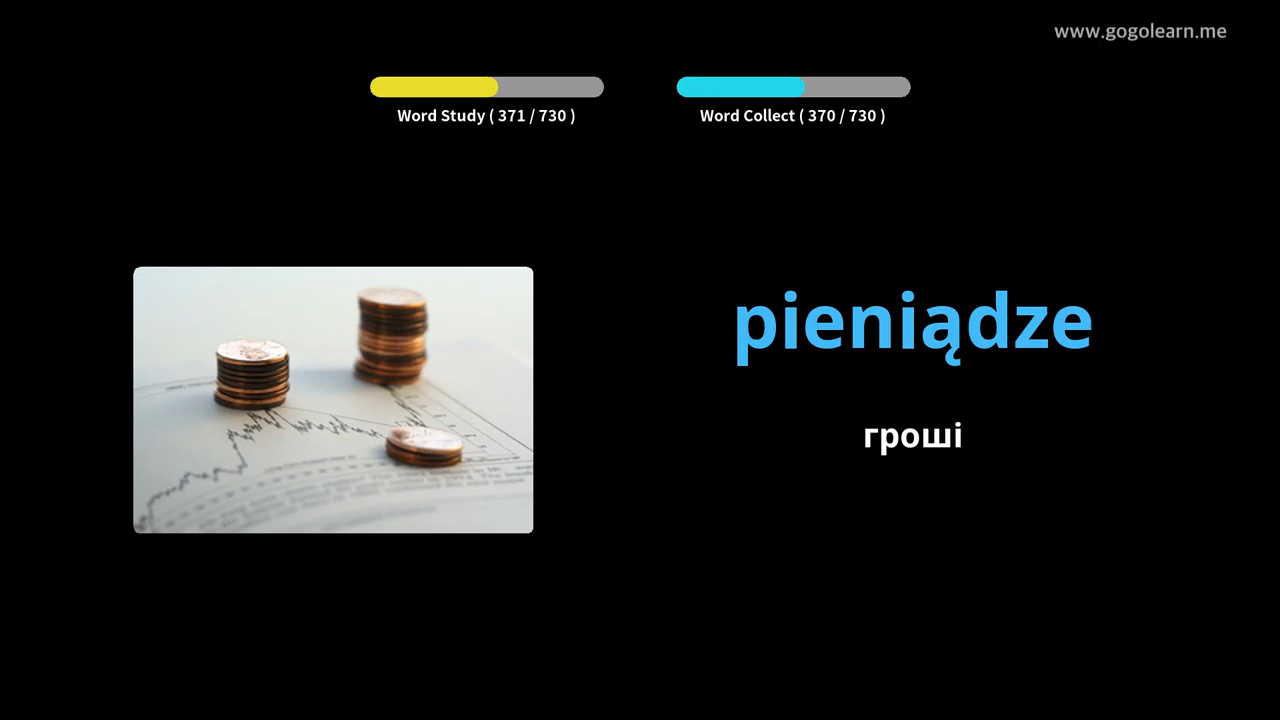 www.gogolearn.me
Word Study ( 371 / 730 )
Word Collect ( 370 / 730 )
pieniądze
гроші